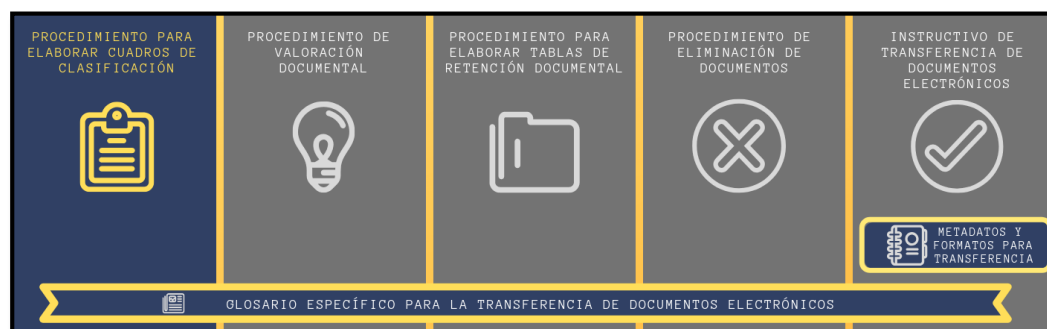 PROCEDIMIENTO PARA
ELABORAR CUADROS DE
CLASIFICACIÓN
PROCEDIMIENTO DE
VALORACIÓN
DOCUMENTAL
PROCEDIMIENTO PARA
ELABORAR TABLAS DE
RETENCIÓN DOCUMENTAL
PROCEDIMIENTO DE
ELIMINACIÓN DE
DOCUMENTOS
INSTRUCTIVO DE
TRANSFERENCIA DE
DOCUMENTOS
ELECTRÓNICOS
METADATOS Y
FORMATOS PARA
TRANSFERENCIA
GLOSARIO ESPECÍFICO PARA LA TRANSFERENCIA DE DOCUMENTOS ELECTRÓNICOS